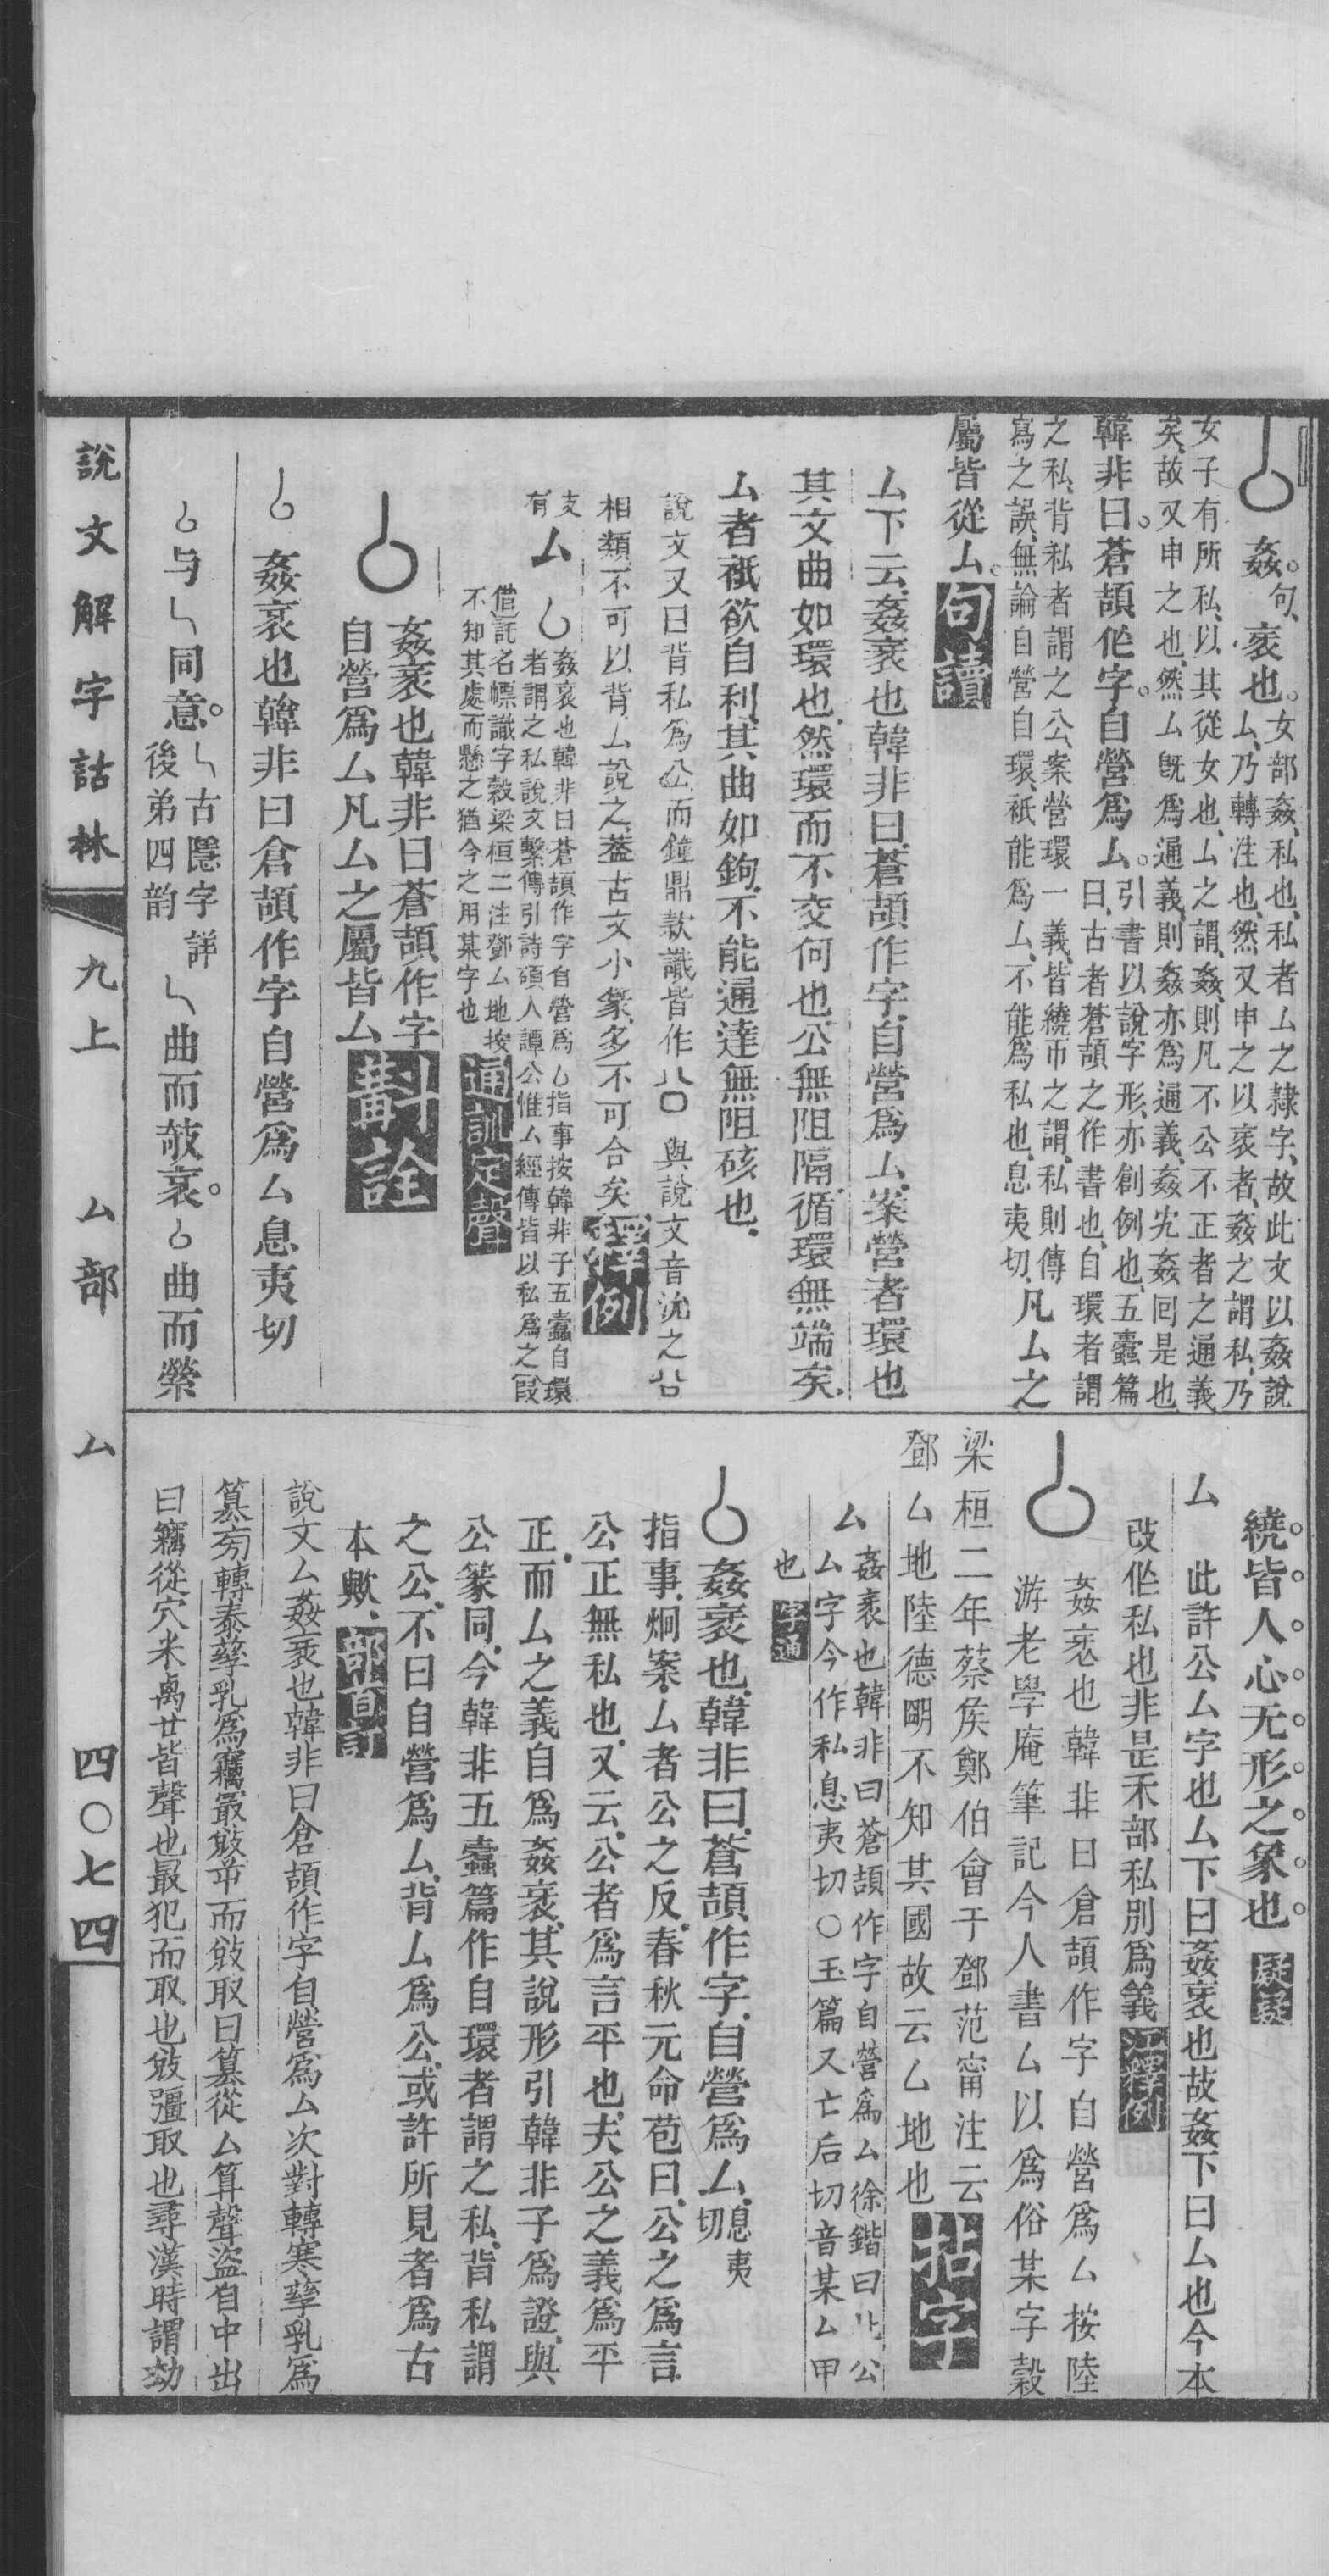 姦。句。衺也。
女部姦、私也、私者厶之隸字、故此文以姦說
厶、乃轉注也、然又申之以衺者、姦之謂私、乃
女子有所私、以其從女也、厶之謂姦、則凡不公不正者之通義
矣、故又申之也、然厶旣爲通義、則姦亦爲通義、姦宄姦囘是也
韓非曰。蒼頡作字。自營爲厶。
引書以說字形、亦創例也、五蠹篇
曰、古者蒼頡之作書也、自環者謂
之私、背私者謂之公、案營環一義、皆繞帀之謂、私則傳
寫之誤、無論自營自環、衹能爲厶、不能爲私也、息夷切、
凡厶之
屬皆從厶。句讀
厶下云、姦衺也韓非曰、蒼頡作字、自營爲厶、案營者環也
其文曲如環也、然環而不交何也、公無阻隔、循環無端矣、
厶者衹欲自利、其曲如鉤、不能通達無阻硋也、
說文又曰背私爲公、而鐘鼎款識皆作八口與說文音沇之㕣
相類、不可以背厶說之、葢古文小篆、多不可合矣、釋例
支有
厶
姦衺也韓非曰蒼頡作字自營爲厶指事按韓非子五蠹自環
者謂之私說文繫傳引詩碩人譚公惟厶經傳皆以私爲之叚
借託名幖識字穀梁桓二注鄧厶地按
不知其處而懸之猶今之用某字也
通訓定聲
姦衺也韓非曰蒼頡作字
自營爲厶凡厶之屬皆厶
斠詮
姦衺也韓非曰倉頡作字自營爲厶息夷切
与乚同意。
乚古隱字詳
後弟四韵
乚曲而敧衺。曲而縈
繞皆人心无形之象也 疑疑
厶 此許公厶字也厶下曰姦衺也故姦下曰厶也今本
改作私也非是禾部私別爲義 江釋例
姦衺也韓非曰倉頡作字自營爲厶按陸
游老學庵筆記今人書厶以爲俗某字穀
梁桓二年蔡矦鄭伯會于鄧范甯注云
鄧厶地陸德明不知其國故云厶地也 拈字
厶
姦衺也韓非曰蒼頡作字自營爲厶徐鍇曰厶公
厶字今作私息夷切○玉篇又亡后切音某厶甲
也 字通
姦衺也、韓非曰、蒼頡作字、自營爲厶、息夷切
指事、炯案、厶者公之反、春秋元命苞曰、公之爲言
公正無私也、又云、公者爲言平也、夫公之義爲平
正、而厶之義自爲姦衺、其說形引韓非子爲證、與
公篆同、今韓非五蠹篇作自環者謂之私、背私謂
之公、不曰自營爲厶、背厶爲公、或許所見者爲古
本歟、部首訂
說文厶姦衺也韓非曰倉頡作字自營爲厶次對轉寒孳乳爲
篡旁轉泰孳乳爲竊㝡敓屰而敓取曰篡從厶算聲盜自中出
曰竊從穴米禼廿皆聲也最犯而取也敓彊取也尋漢時謂劾
說文解字詁林 九上 厶部 厶 四〇七四